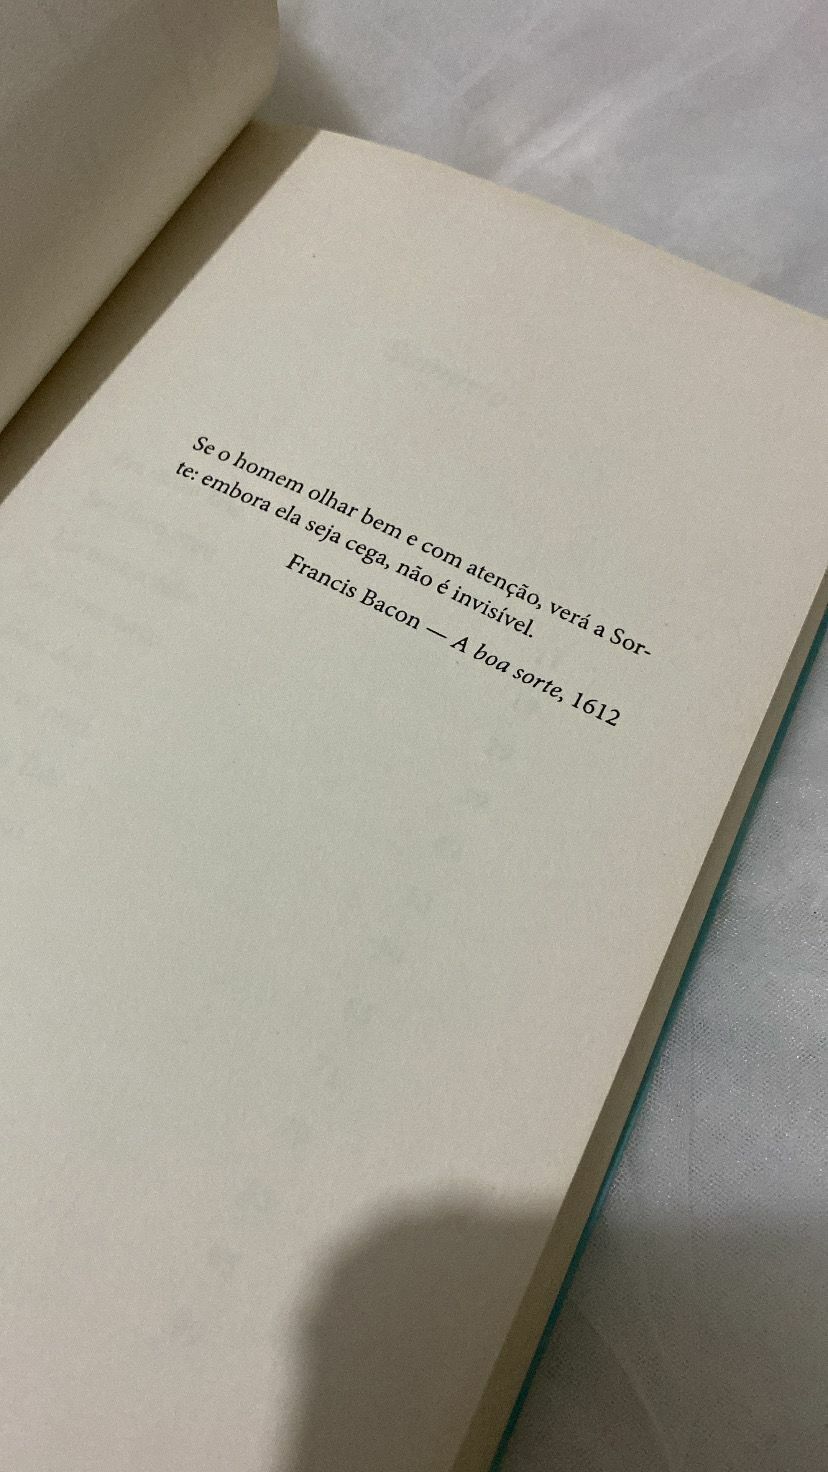 Se o homem olhar bem e com atenção, verá a Sor-
te: embora ela seja cega, não é invisível.
Francis Bacon — A boa sorte, 1612